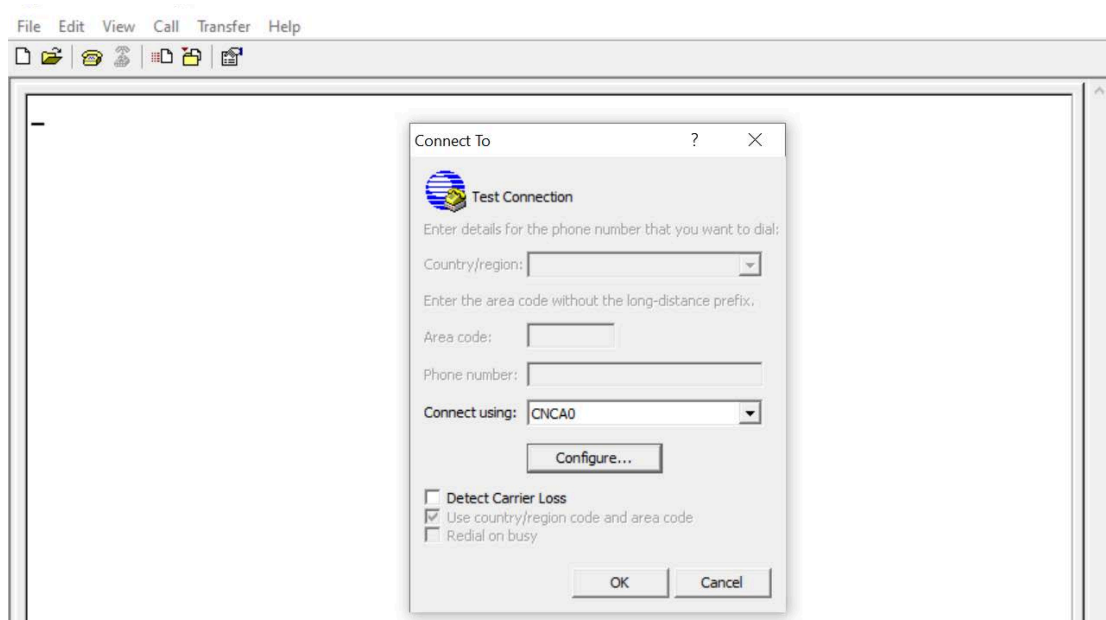 File Edit View Call Transfer Help
Connect To ?
Test Connection
Enter details for the phone number that you want to dial:
Country/region:
Enter the area code without the long-distance prefix.
Area code:
Phone number:
Connect using: CNCA0
Configure...
Detect Carrier Loss
Use country/region code and area code
Redial on busy
OK Cancel